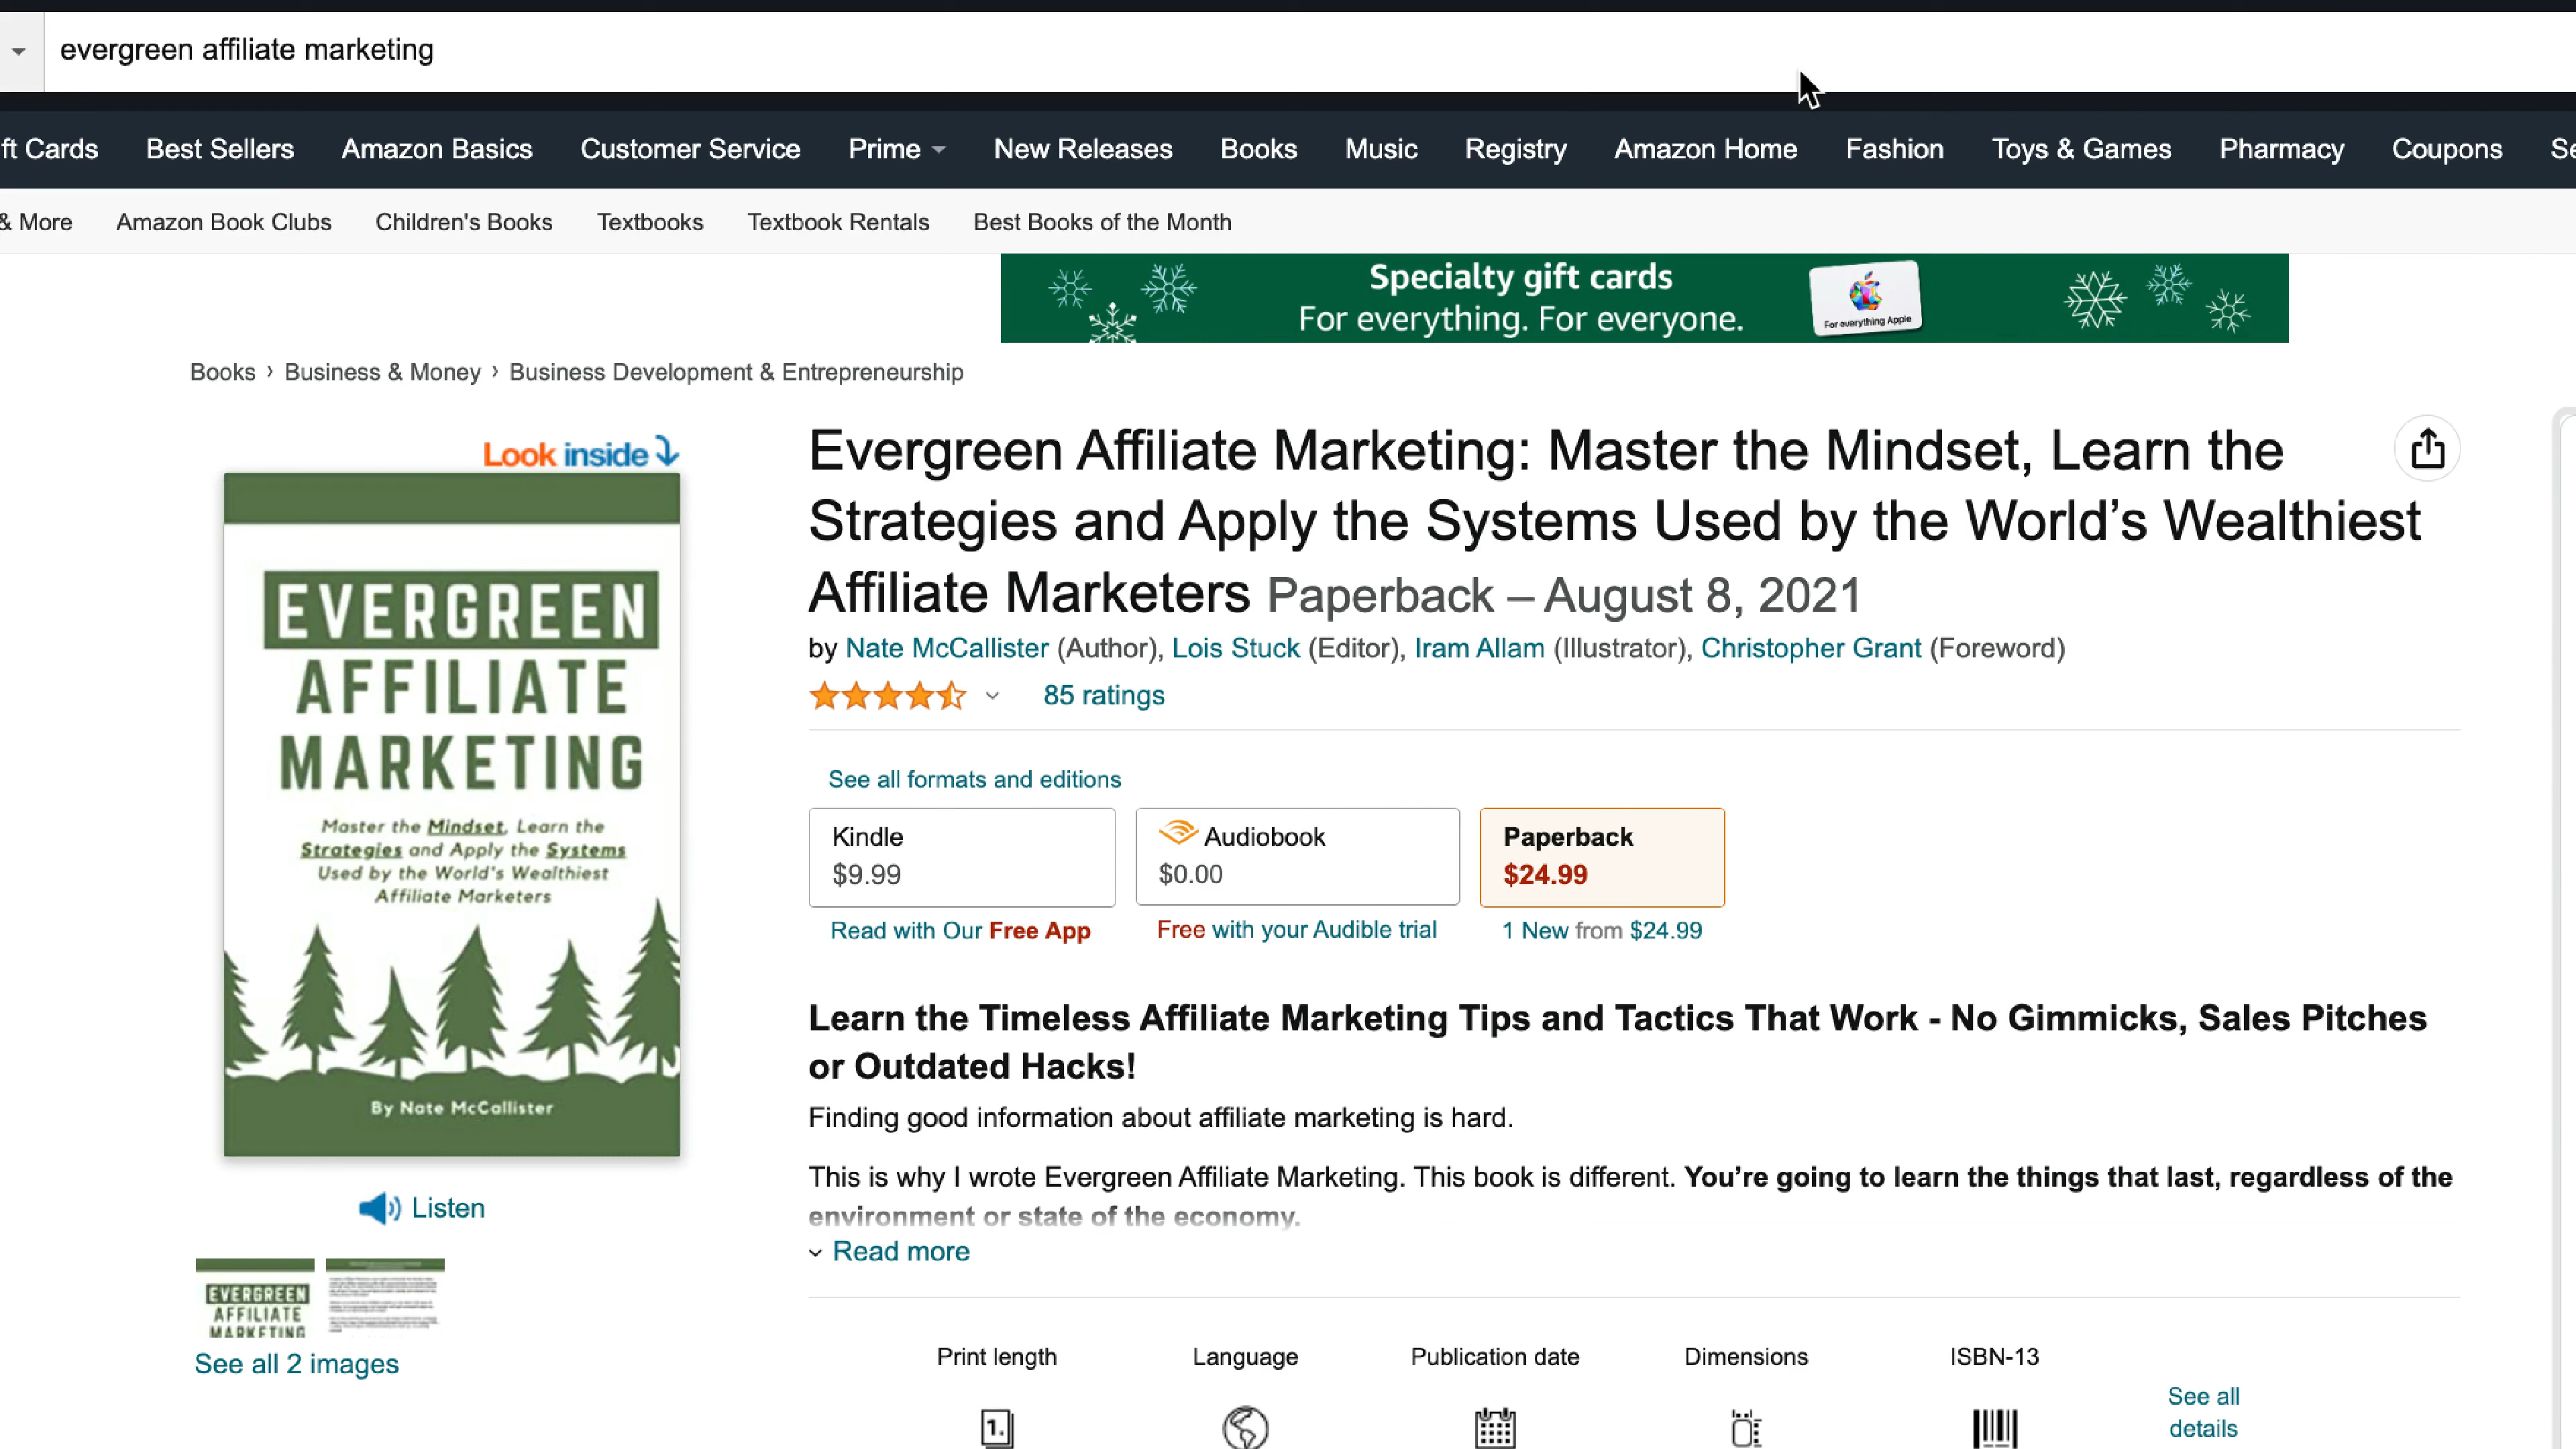 evergreen affiliate marketing
ft Cards Best Sellers Amazon Basics Customer Service Prime New Releases Books Music Registry Amazon Home Fashion Toys & Games Pharmacy Coupons Se
& More Amazon Book Clubs Children's Books Textbooks Textbook Rentals Best Books of the Month
Specialty gift cards
For everything. For everyone.
For everything Apple
Books › Business & Money › Business Development & Entrepreneurship
Look inside
EVERGREEN
AFFILIATE
MARKETING
Master the Mindset, Learn the
Strategies and Apply the Systems
Used by the World's Wealthiest
Affiliate Marketers
By Nate McCallister
Listen
EVERGREEN
AFFILIATE
MARKETING
See all 2 images
Evergreen Affiliate Marketing: Master the Mindset, Learn the
Strategies and Apply the Systems Used by the World’s Wealthiest
Affiliate Marketers Paperback – August 8, 2021
by Nate McCallister (Author), Lois Stuck (Editor), Iram Allam (Illustrator), Christopher Grant (Foreword)
85 ratings
See all formats and editions
Kindle
$9.99
Read with Our Free App
Audiobook
$0.00
Free with your Audible trial
Paperback
$24.99
1 New from $24.99
Learn the Timeless Affiliate Marketing Tips and Tactics That Work - No Gimmicks, Sales Pitches
or Outdated Hacks!
Finding good information about affiliate marketing is hard.
This is why I wrote Evergreen Affiliate Marketing. This book is different. You’re going to learn the things that last, regardless of the
environment or state of the economy.
Read more
Print length Language Publication date Dimensions ISBN-13
1.
See all
details